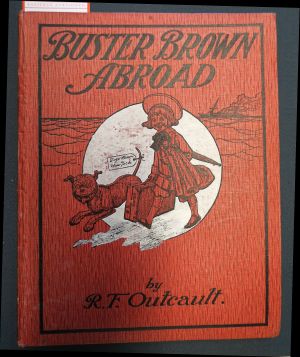 BUSTER BROWN
ABROAD
by
R.F. Outcault.